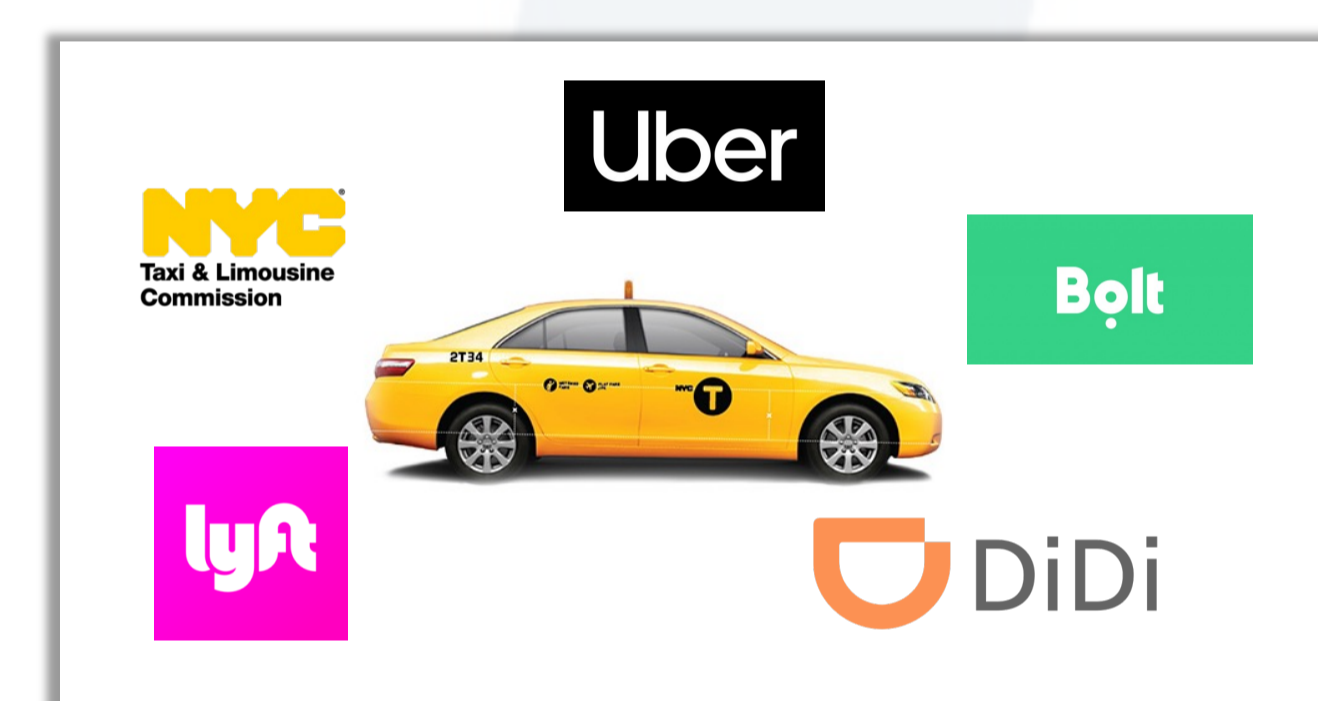 Uber
NYC
Taxi & Limousine
Commission
Bolt
2T34
NYC T
lyft
DiDi